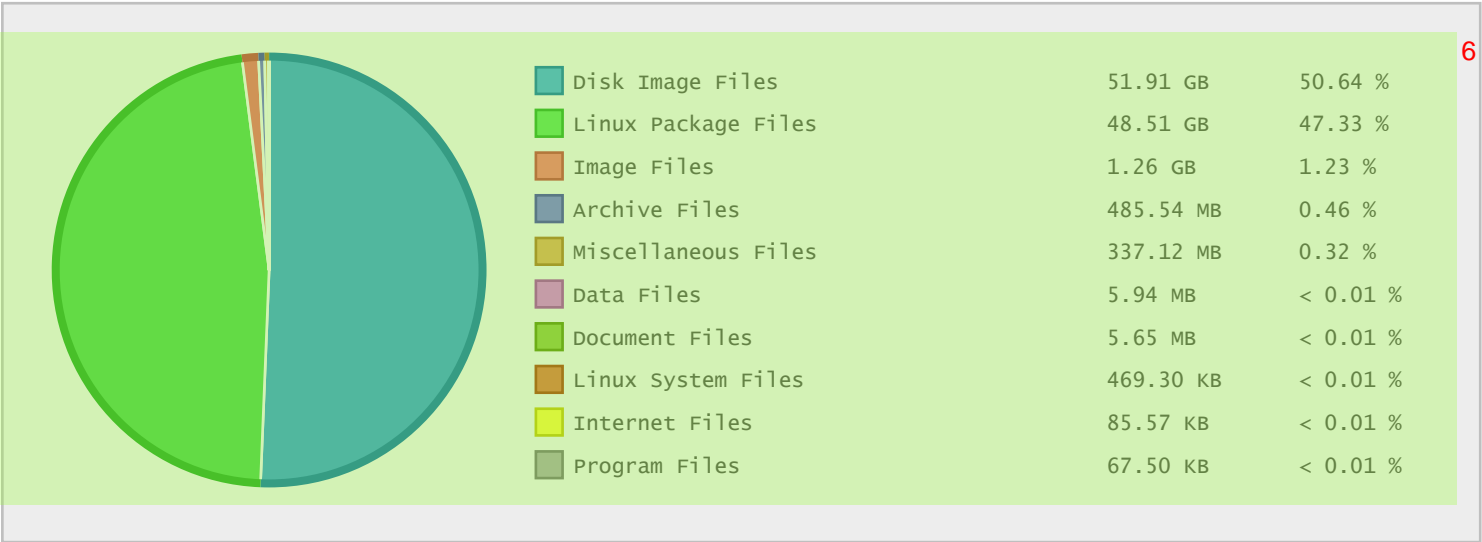 6
Disk Image Files 51.91 GB 50.64 %
Linux Package Files 48.51 GB 47.33 %
Image Files 1.26 GB 1.23 %
Archive Files 485.54 MB 0.46 %
Miscellaneous Files 337.12 MB 0.32 %
Data Files 5.94 MB < 0.01 %
Document Files 5.65 MB < 0.01 %
Linux System Files 469.30 KB < 0.01 %
Internet Files 85.57 KB < 0.01 %
Program Files 67.50 KB < 0.01 %